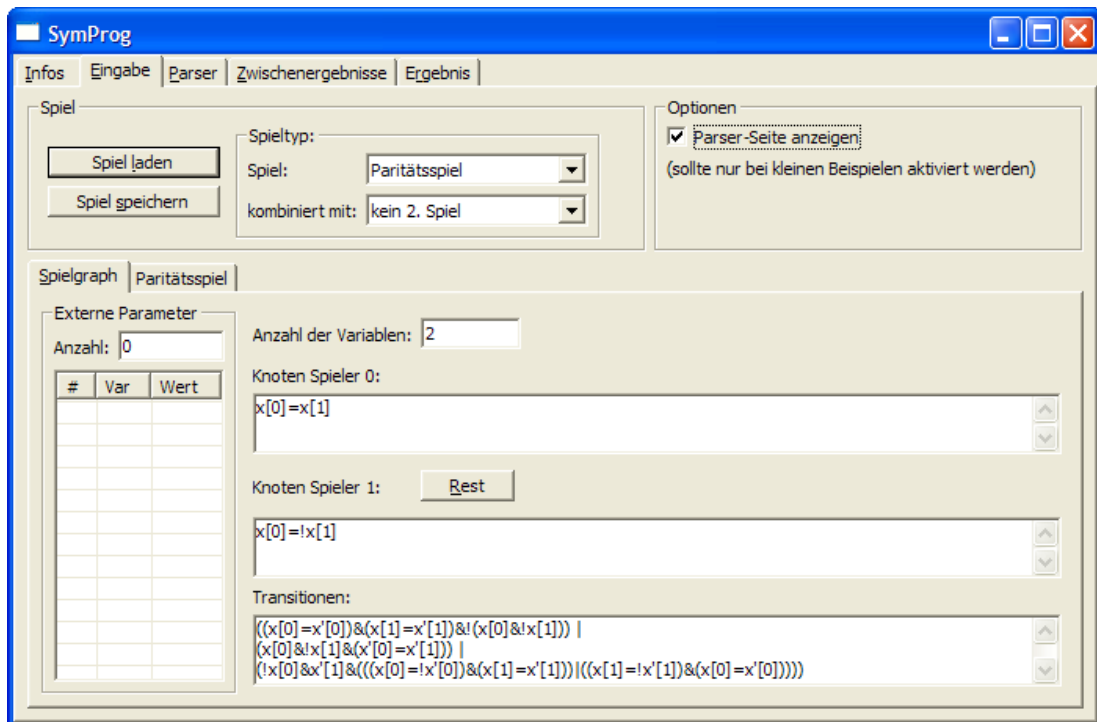 SymProg
Infos Eingabe Parser Zwischenergebnisse Ergebnis
Spiel
Spiel laden
Spiel speichern
Spieltyp:
Spiel: Paritätsspiel
kombiniert mit: kein 2. Spiel
Optionen
Parser-Seite anzeigen
(sollte nur bei kleinen Beispielen aktiviert werden)
Spielgraph Paritätsspiel
Externe Parameter
Anzahl: 0
# Var Wert
Anzahl der Variablen: 2
Knoten Spieler 0:
x[0]=x[1]
Knoten Spieler 1: Rest
x[0]=!x[1]
Transitionen:
((x[0]=x'[0])&(x[1]=x'[1])&!(x[0]&!x[1])) |
(x[0]&!x[1]&(x'[0]=x'[1])) |
(!x[0]&x'[1]&(((x[0]=!x'[0])&(x[1]=x'[1]))|((x[1]=!x'[1])&(x[0]=x'[0]))))